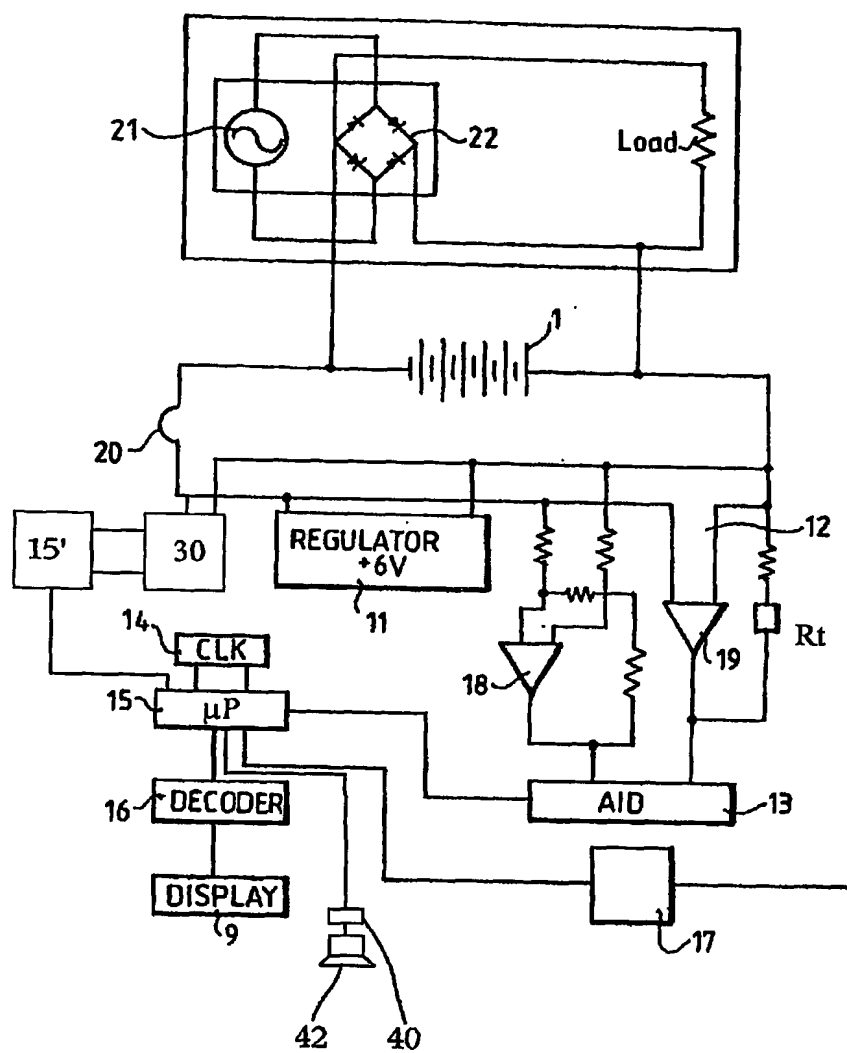 21
22
Load
1
20
15'
30
REGULATOR
+6V
11
12
14
CLK
18
19
Rt
15
μP
16
DECODER
AID
13
DISPLAY
9
17
42
40